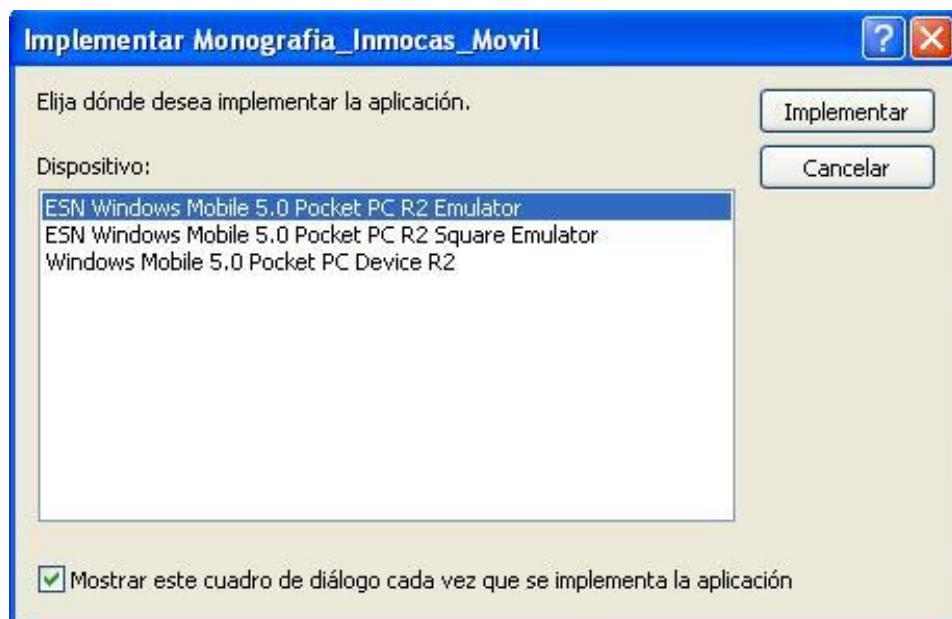 Implementar Monografia_Inmocas_Movil
Elija dónde desea implementar la aplicación.
Implementar
Cancelar
Dispositivo:
ESN Windows Mobile 5.0 Pocket PC R2 Emulator
ESN Windows Mobile 5.0 Pocket PC R2 Square Emulator
Windows Mobile 5.0 Pocket PC Device R2
Mostrar este cuadro de diálogo cada vez que se implementa la aplicación